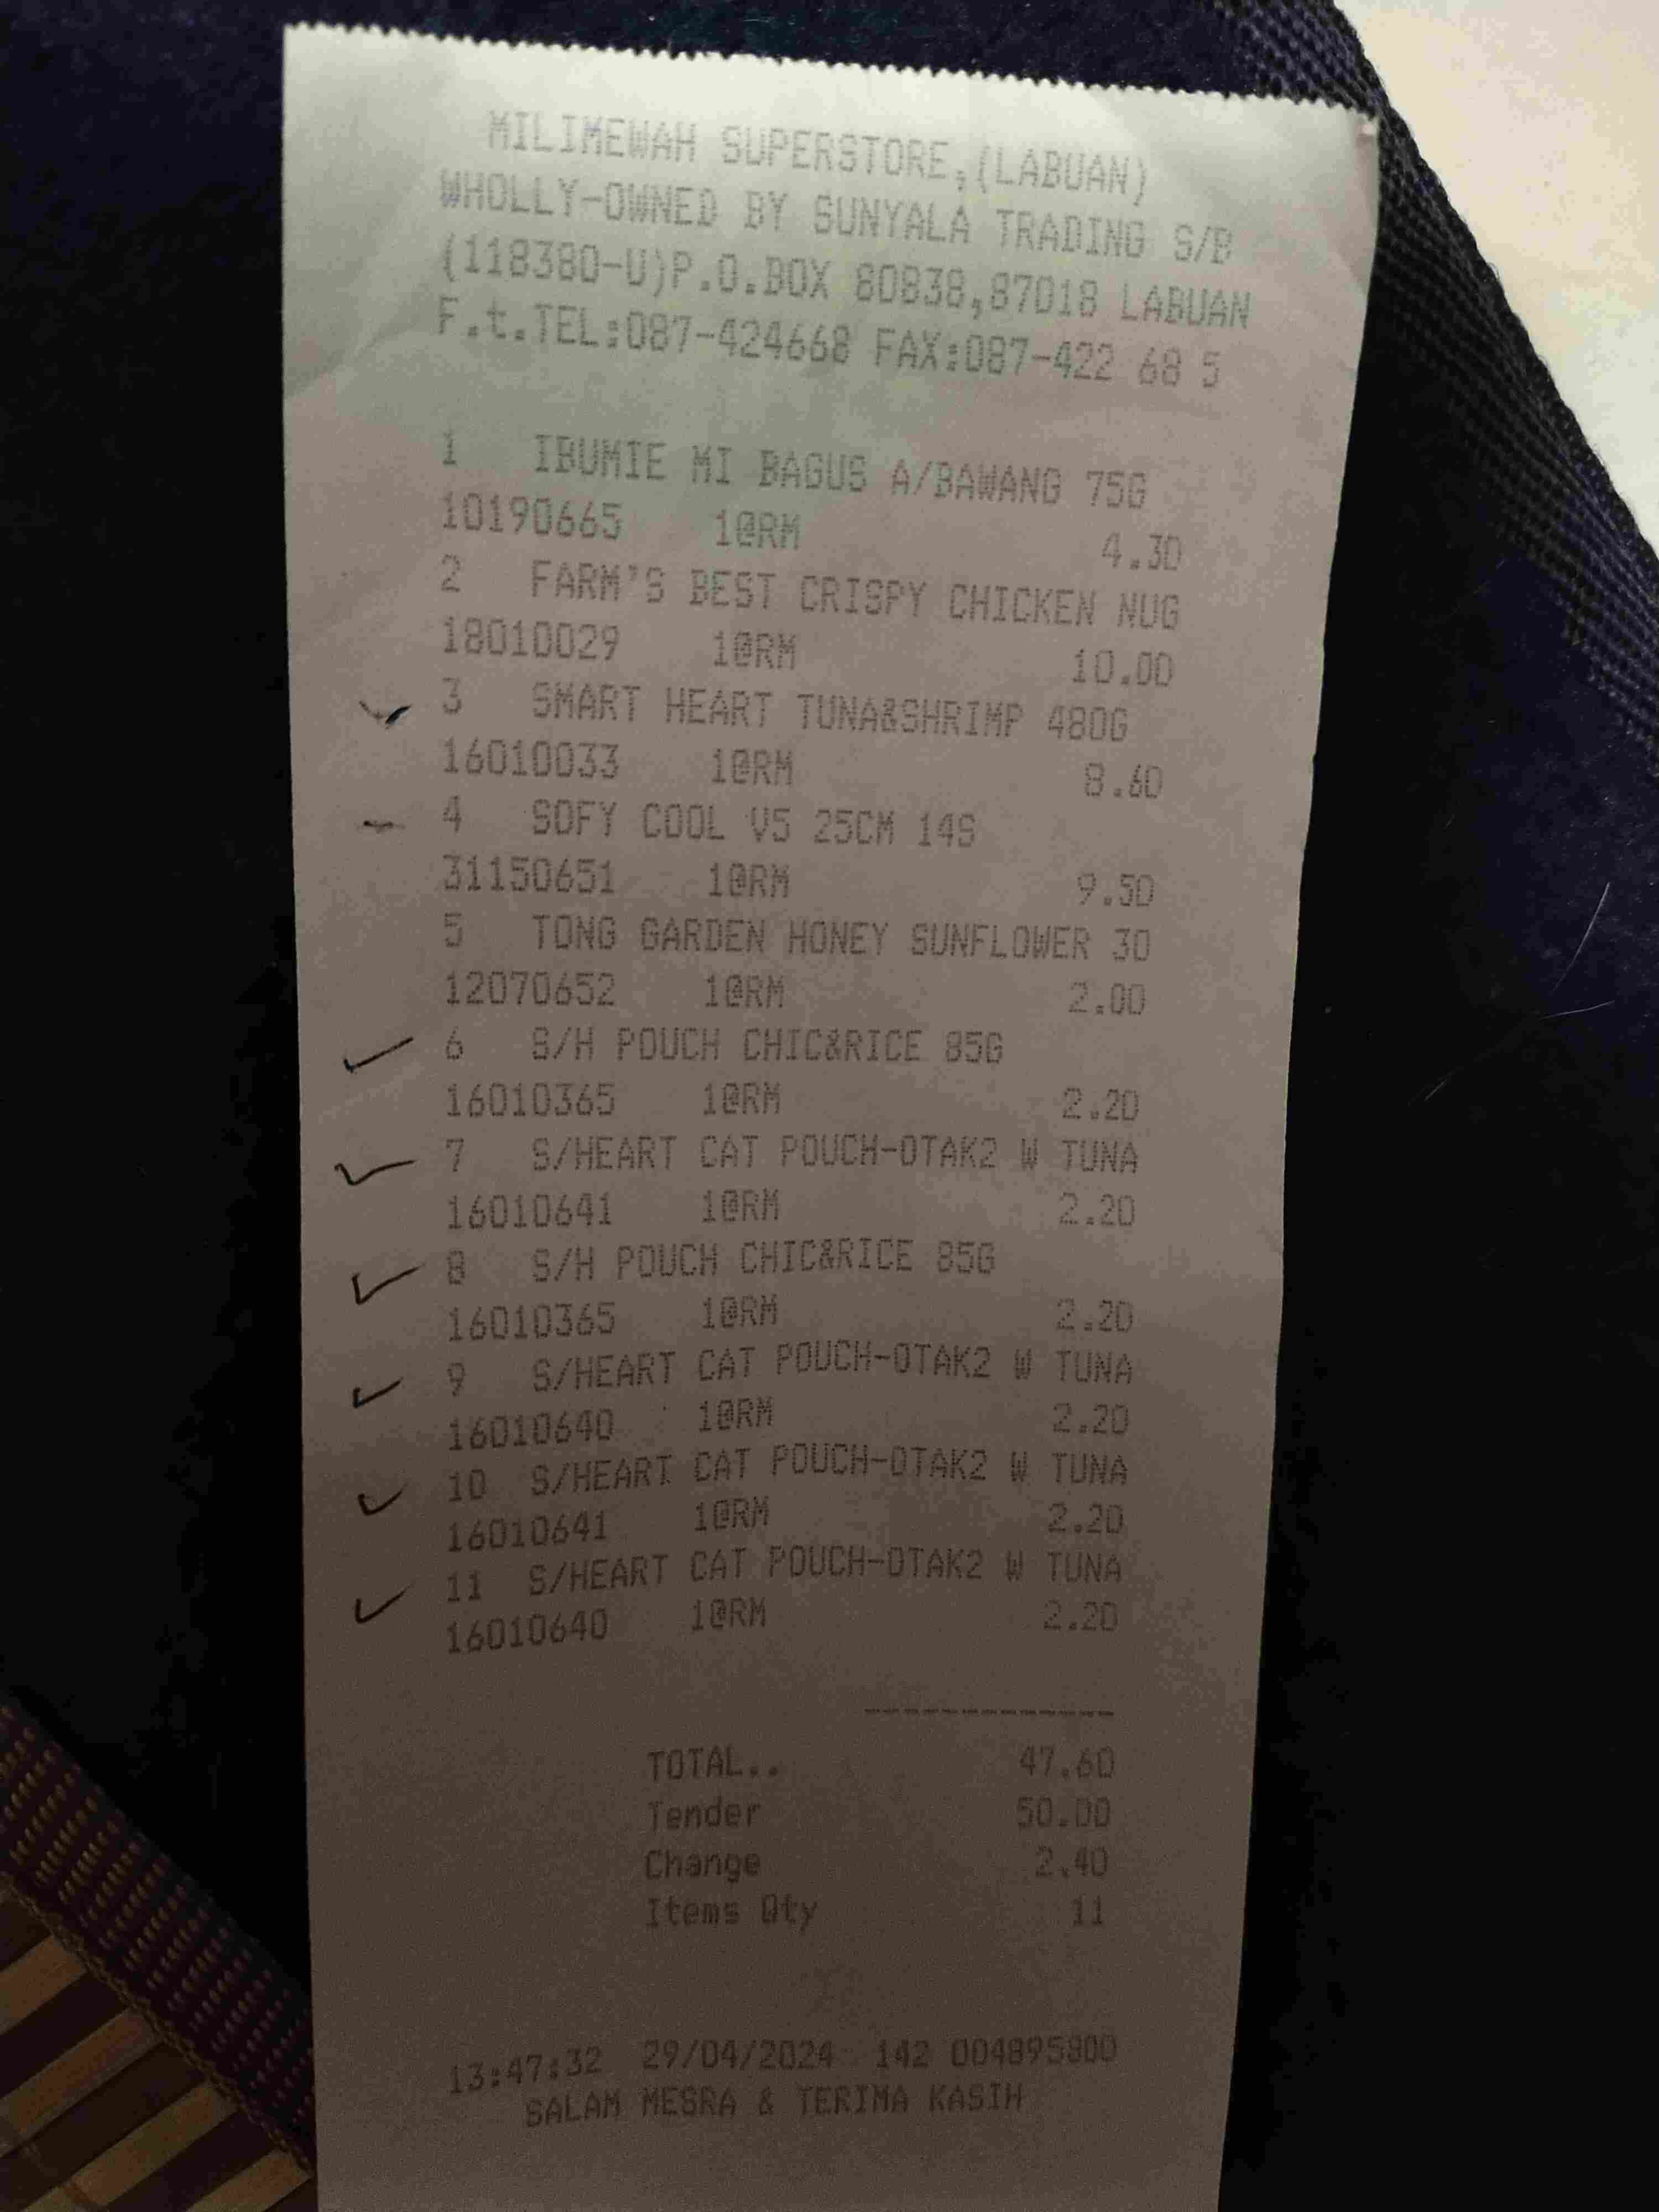 MILIMEWAH SUPERSTORE,(LABUAN)
WHOLLY-OWNED BY SUNYALA TRADING S/B
(118380-U)P.O.BOX 80838,87018 LABUAN
F.t.TEL:087-424668 FAX:087-422 68 5
1 IBUMIE MI BAGUS A/BAWANG 75G
10190665 1@RM 4.30
2 FARM'S BEST CRISPY CHICKEN NUG
18010029 1@RM 10.00
3 SMART HEART TUNA&SHRIMP 480G
16010033 1@RM 8.60
4 SOFY COOL V5 25CM 14S
31150651 1@RM 9.50
5 TONG GARDEN HONEY SUNFLOWER 30
12070652 1@RM 2.00
6 S/H POUCH CHIC&RICE 85G
16010365 1@RM 2.20
7 S/HEART CAT POUCH-OTAK2 W TUNA
16010641 1@RM 2.20
8 S/H POUCH CHIC&RICE 85G
16010365 1@RM 2.20
9 S/HEART CAT POUCH-OTAK2 W TUNA
16010640 1@RM 2.20
10 S/HEART CAT POUCH-OTAK2 W TUNA
16010641 1@RM 2.20
11 S/HEART CAT POUCH-OTAK2 W TUNA
16010640 1@RM 2.20
-------------
TOTAL.. 47.60
Tender 50.00
Change 2.40
Items Qty 11
13:47:32 29/04/2024 142
SALAM MESRA & TERIMA KASIH